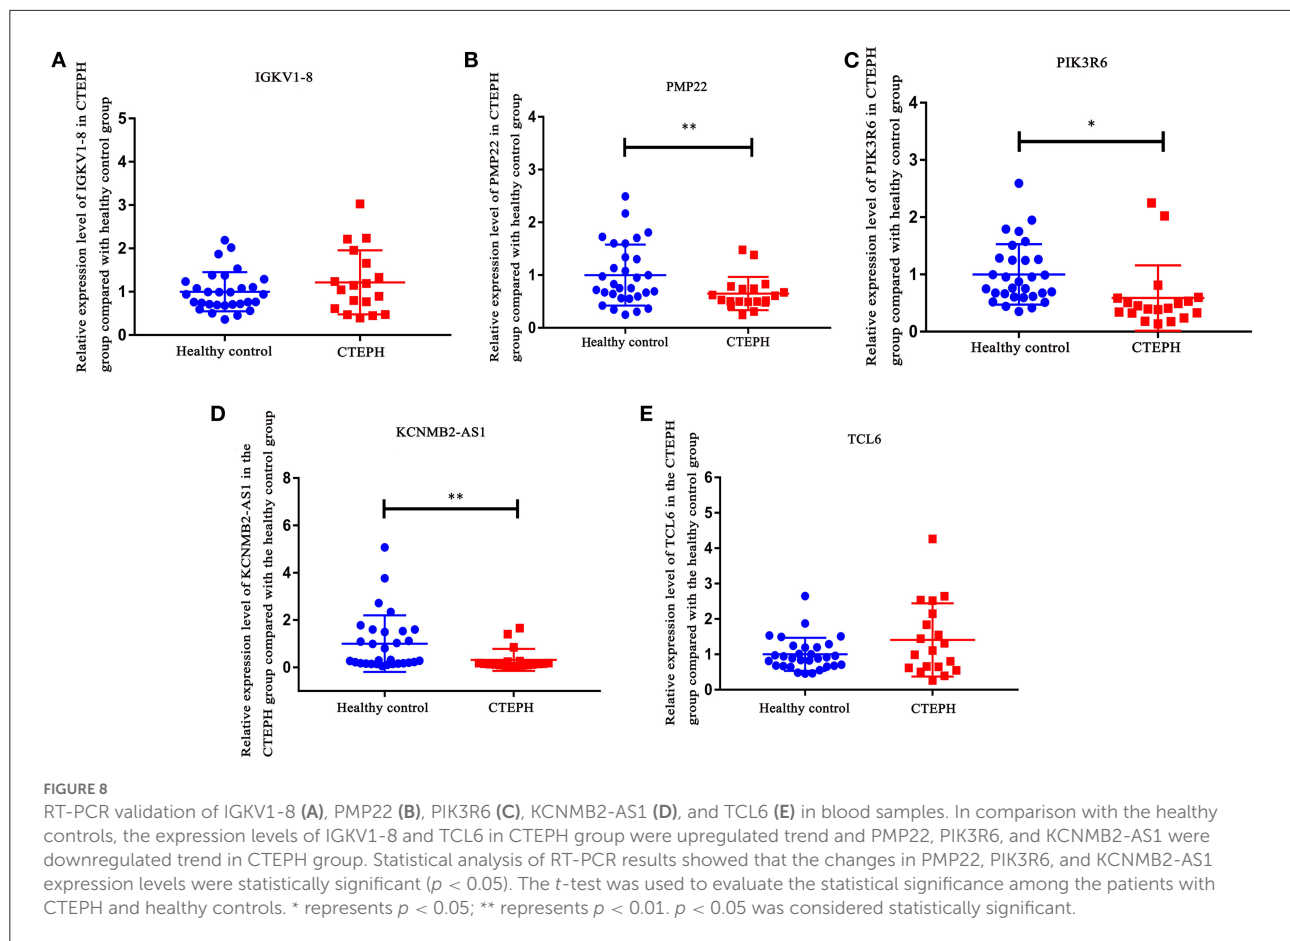 A
IGKV1-8
Relative expression level of IGKV1-8 in CTEPH
group compared with healthy control group
5
4
3
2
1
0
Healthy control
CTEPH
B
PMP22
Relative expression level of PMP22 in CTEPH
group compared with healthy control group
**
4
3
2
1
0
Healthy control
CTEPH
C
PIK3R6
Relative expression level of PIK3R6 in CTEPH
group compared with healthy control group
*
4
3
2
1
0
Healthy control
CTEPH
D
KCNMB2-AS1
Relative expression level of KCNMB2-AS1 in the
CTEPH group compared with the healthy control group
**
8
6
4
2
0
Healthy control
CTEPH
E
TCL6
Relative expression level of TCL6 in the CTEPH
group compared with the healthy control group
6
5
4
3
2
1
0
Healthy control
CTEPH
FIGURE 8
RT-PCR validation of IGKV1-8 (A), PMP22 (B), PIK3R6 (C), KCNMB2-AS1 (D), and TCL6 (E) in blood samples. In comparison with the healthy
controls, the expression levels of IGKV1-8 and TCL6 in CTEPH group were upregulated trend and PMP22, PIK3R6, and KCNMB2-AS1 were
downregulated trend in CTEPH group. Statistical analysis of RT-PCR results showed that the changes in PMP22, PIK3R6, and KCNMB2-AS1
expression levels were statistically significant (p < 0.05). The t-test was used to evaluate the statistical significance among the patients with
CTEPH and healthy controls. * represents p < 0.05; ** represents p < 0.01. p < 0.05 was considered statistically significant.